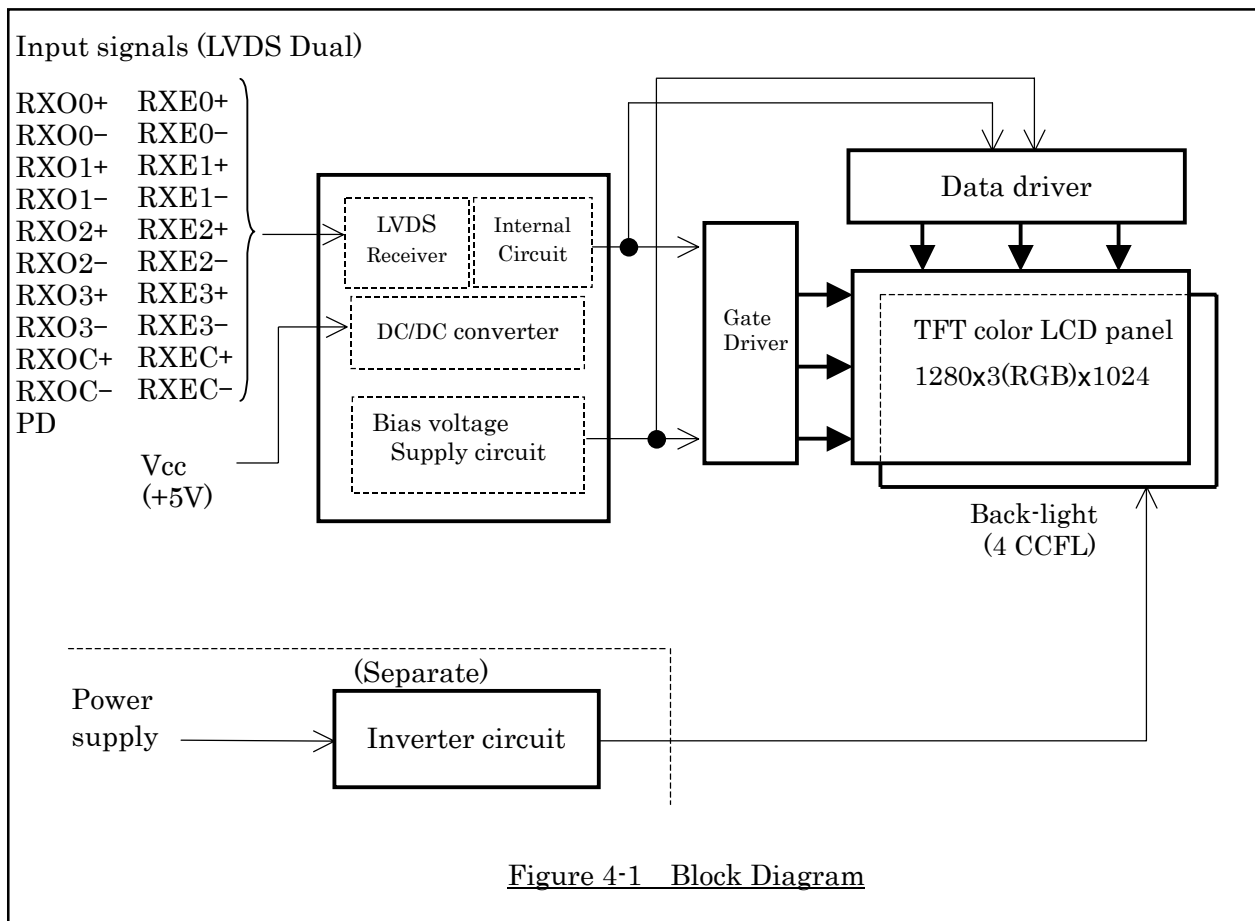 Input signals (LVDS Dual)
RXO0+ RXE0+
RXO0− RXE0−
RXO1+ RXE1+
RXO1− RXE1−
RXO2+ RXE2+
RXO2− RXE2−
RXO3+ RXE3+
RXO3− RXE3−
RXOC+ RXEC+
RXOC− RXEC−
PD
Vcc
(+5V)
LVDS
Receiver
Internal
Circuit
DC/DC converter
Bias voltage
Supply circuit
Gate
Driver
Data driver
TFT color LCD panel
1280x3(RGB)x1024
Back-light
(4 CCFL)
(Separate)
Power
supply
Inverter circuit
Figure 4-1 Block Diagram